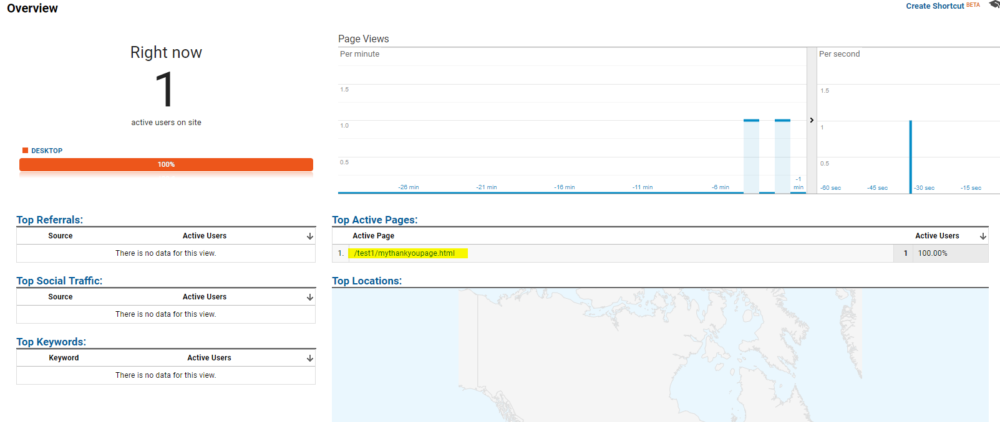 Overview
Create Shortcut BETA
Right now
1
active users on site
DESKTOP
100%
Page Views
Per minute
1.5
1.0
0.5
-26 min
-21 min
-16 min
-11 min
-6 min
-1 min
Per second
1.5
1
0.5
-60 sec
-45 sec
-30 sec
-15 sec
Top Referrals:
Source Active Users
There is no data for this view.
Top Active Pages:
Active Page Active Users
1. /test1/mythankyoupage.html 1 100.00%
Top Social Traffic:
Source Active Users
There is no data for this view.
Top Locations:
Top Keywords:
Keyword Active Users
There is no data for this view.